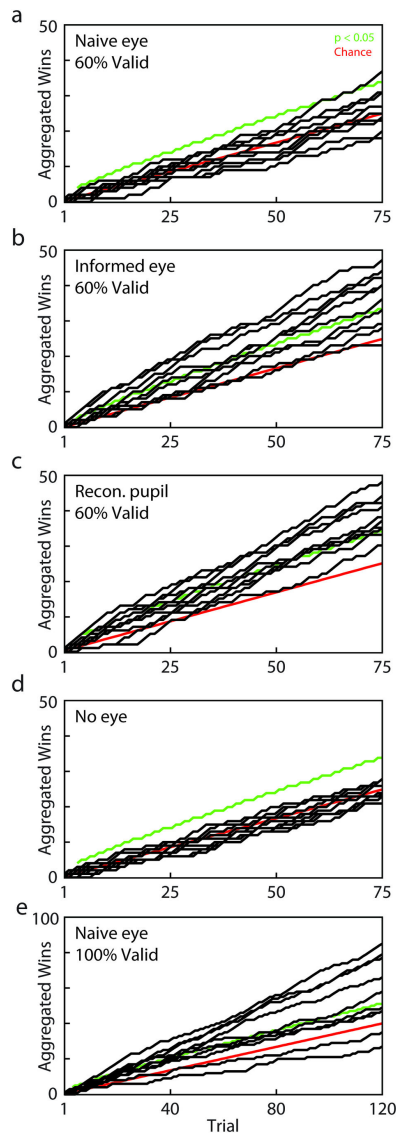 a
50
Naive eye
60% Valid
p < 0.05
Chance
Aggregated Wins
0
1
25
50
75
b
50
Informed eye
60% Valid
Aggregated Wins
0
1
25
50
75
c
50
Recon. pupil
60% Valid
Aggregated Wins
0
1
25
50
75
d
50
No eye
Aggregated Wins
0
1
25
50
75
e
100
Naive eye
100% Valid
Aggregated Wins
0
1
40
80
120
Trial